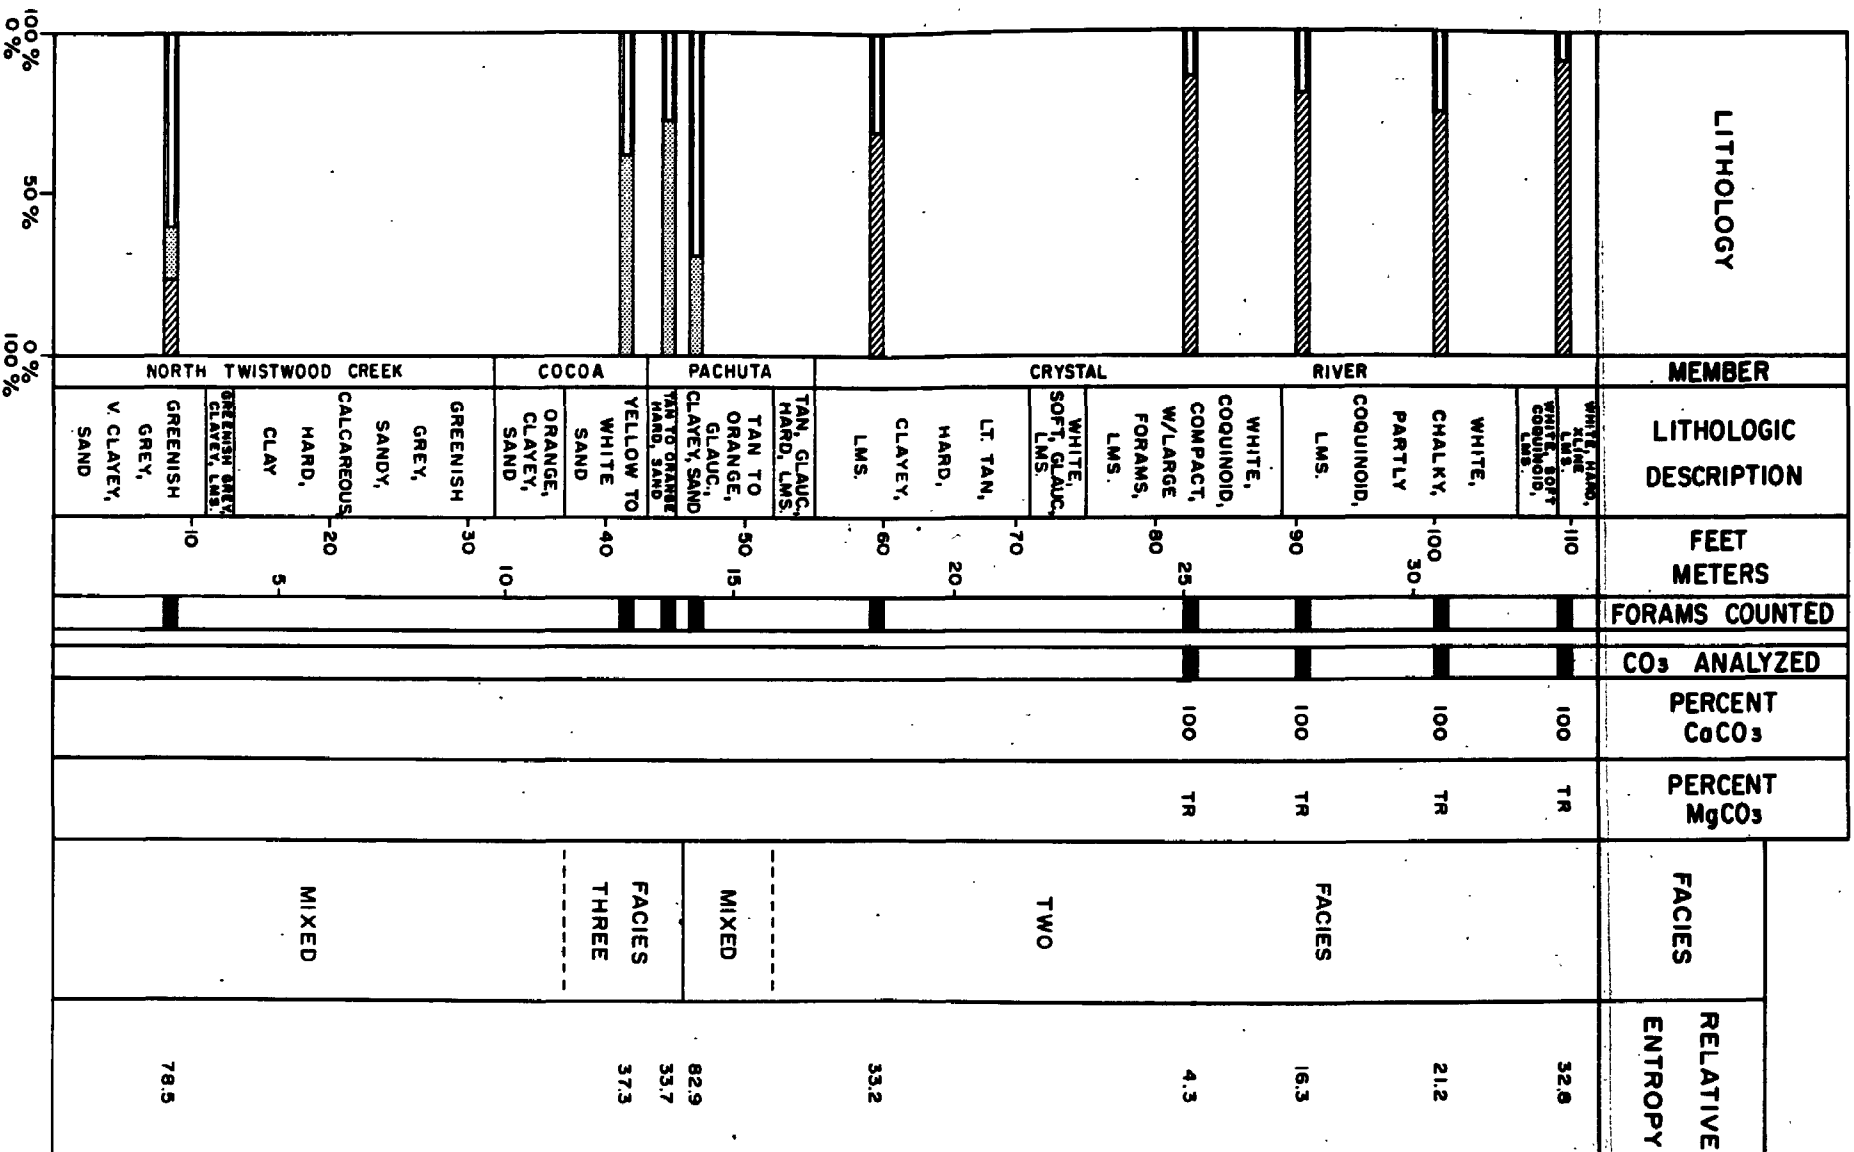 LITHOLOGY
100% 50% 0%
0% 100%
MEMBER
RIVER
CRYSTAL
PACHUTA
COCOA
NORTH TWISTWOOD CREEK
LITHOLOGIC
DESCRIPTION
WHITE, HARD,
XLINE
LMS.
WHITE, SOFT
COQUINOID,
LMS.
WHITE,
CHALKY,
PARTLY
COQUINOID,
LMS.
WHITE,
COQUINOID,
COMPACT,
W/LARGE
FORAMS,
LMS.
WHITE,
SOFT, GLAUC.,
LMS.
LT. TAN,
HARD,
CLAYEY,
LMS.
TAN, GLAUC.,
HARD, LMS.
TAN TO
ORANGE,
GLAUC.,
CLAYEY, SAND
TAN TO ORANGE
HARD, SAND
YELLOW TO
WHITE
SAND
ORANGE,
CLAYEY,
SAND
GREENISH
GREY,
SANDY,
CALCAREOUS
HARD,
CLAY
GREENISH GREY,
CLAYEY, LMS.
GREENISH
GREY,
V. CLAYEY,
SAND
FEET
METERS
110
100
90
80
70
60
50
40
30
20
10
30
25
20
15
10
5
FORAMS COUNTED
CO3 ANALYZED
PERCENT
CaCO3
100
100
100
100
PERCENT
MgCO3
TR
TR
TR
TR
FACIES
FACIES
TWO
MIXED
FACIES
THREE
MIXED
RELATIVE
ENTROPY
32.8
21.2
16.3
4.3
33.2
82.9
33.7
37.3
78.5